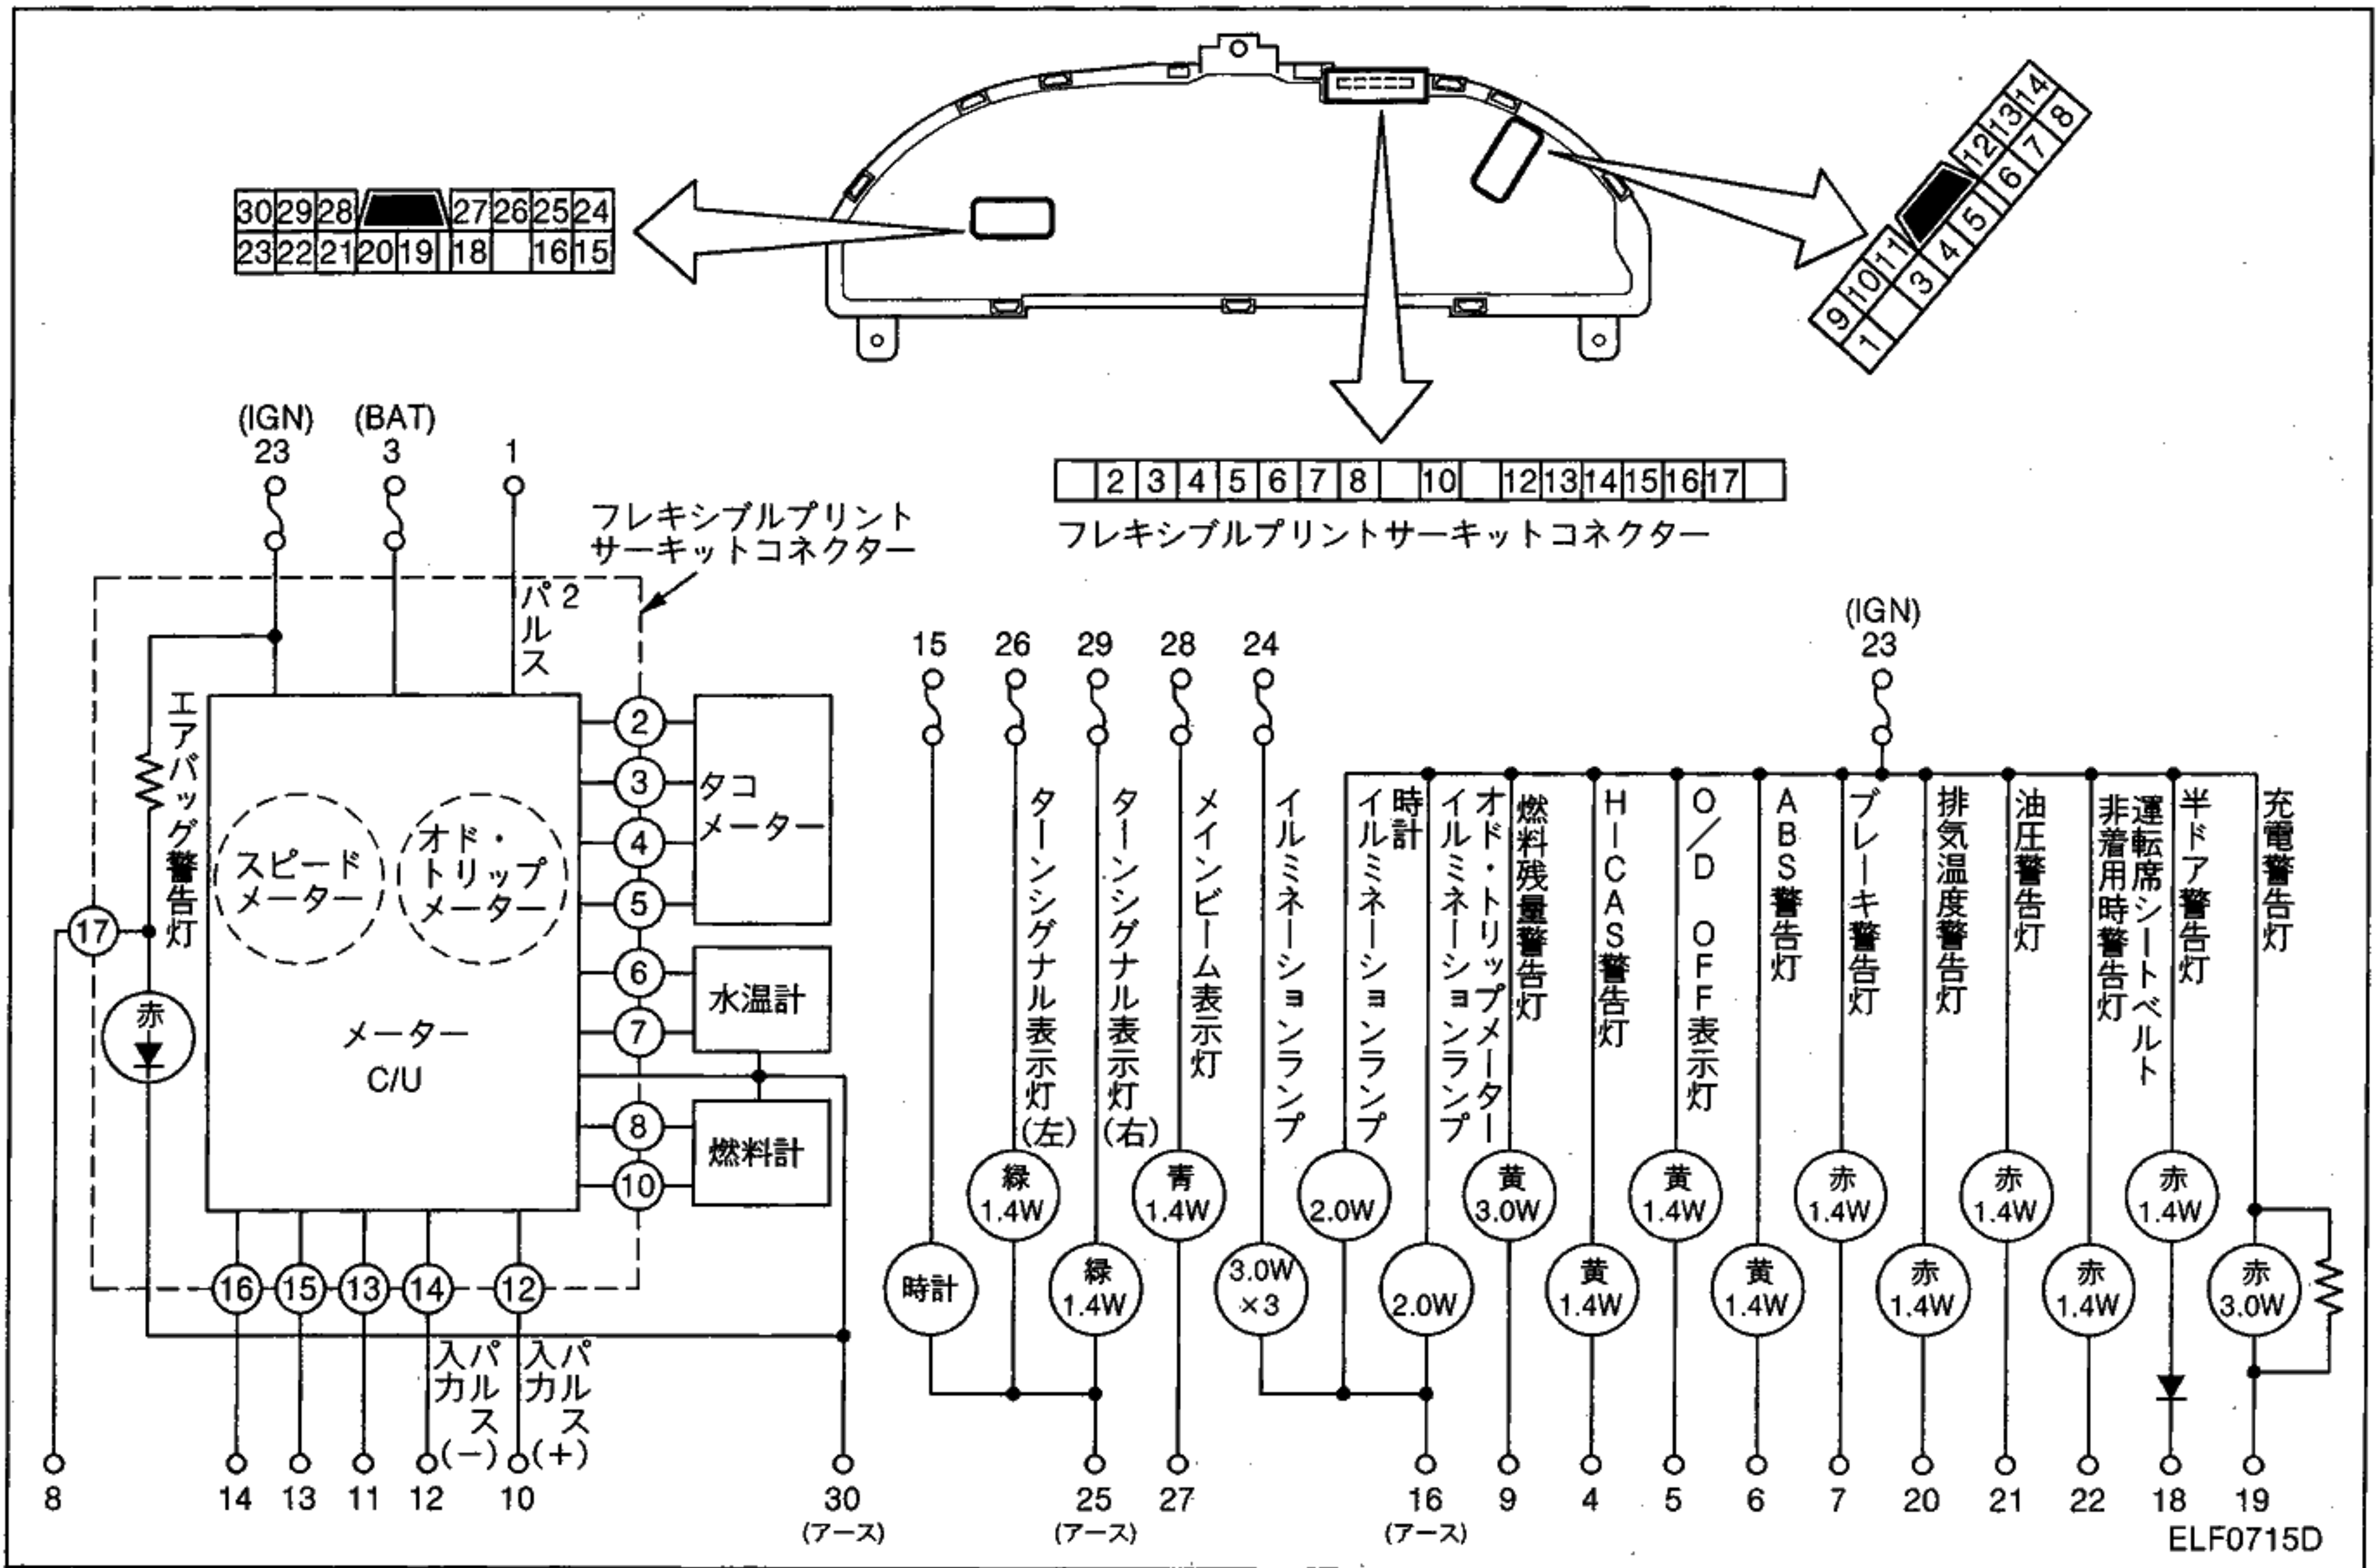 30 29 28 27 26 25 24
23 22 21 20 19 18 16 15
12 13 14
9 10 11
1 3 4 5 6 7 8
2 3 4 5 6 7 8 10 12 13 14 15 16 17
フレキシブルプリントサーキットコネクター
(IGN)
23
(BAT)
3
1
フレキシブルプリント
サーキットコネクター
2
パルス
エアバッグ警告灯
17
赤
スピード
メーター
オド・
トリップ
メーター
メーター
C/U
2
3
4
5
タコ
メーター
6
7
水温計
8
10
燃料計
16 15 13 14 12
パルス
入力
(−)
パルス
入力
(+)
8
14 13 11 12 10
30
(アース)
15
時計
26
ターンシグナル表示灯(左)
緑
1.4W
29
ターンシグナル表示灯(右)
緑
1.4W
25
(アース)
28
メインビーム表示灯
青
1.4W
27
24
イルミネーションランプ
3.0W
×3
時計
イルミネーションランプ
2.0W
オド・トリップメーター
イルミネーションランプ
2.0W
16
(アース)
(IGN)
23
燃料残量警告灯
黄
3.0W
9
HICAS警告灯
黄
1.4W
4
O/D OFF表示灯
黄
1.4W
5
ABS警告灯
黄
1.4W
6
ブレーキ警告灯
赤
1.4W
7
排気温度警告灯
赤
1.4W
20
油圧警告灯
赤
1.4W
21
運転席シートベルト
非着用時警告灯
赤
1.4W
22
半ドア警告灯
赤
1.4W
18
充電警告灯
赤
3.0W
19
ELF0715D